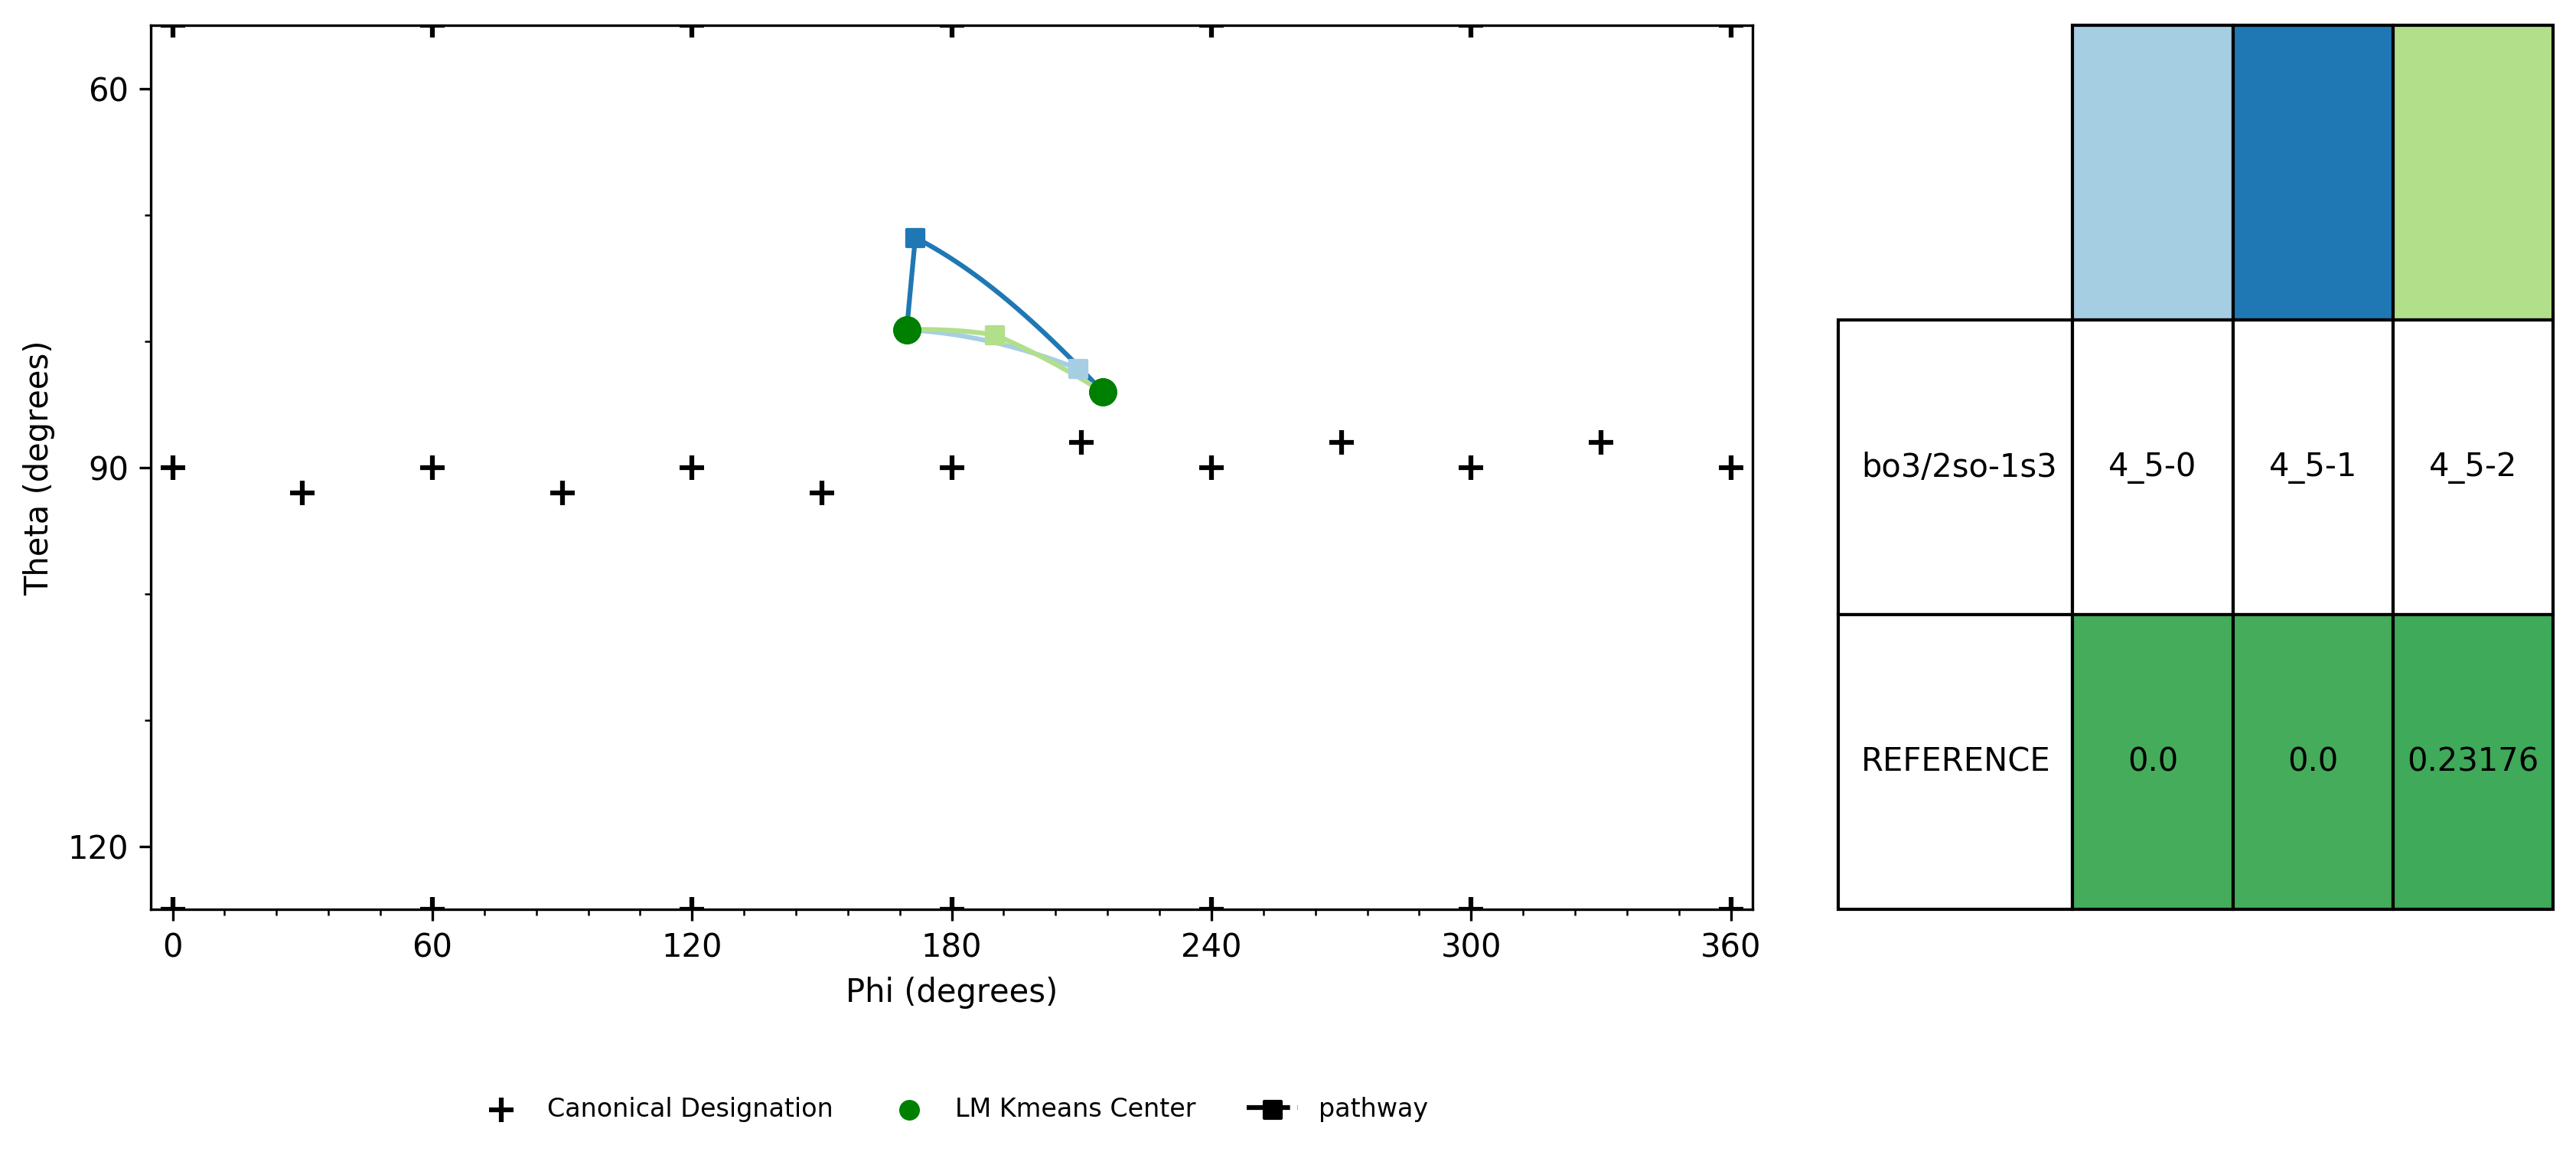 60
90
120
Theta (degrees)
0 60 120 180 240 300 360
Phi (degrees)
Canonical Designation LM Kmeans Center pathway
bo3/2so-1s3 4_5-0 4_5-1 4_5-2
REFERENCE 0.0 0.0 0.23176